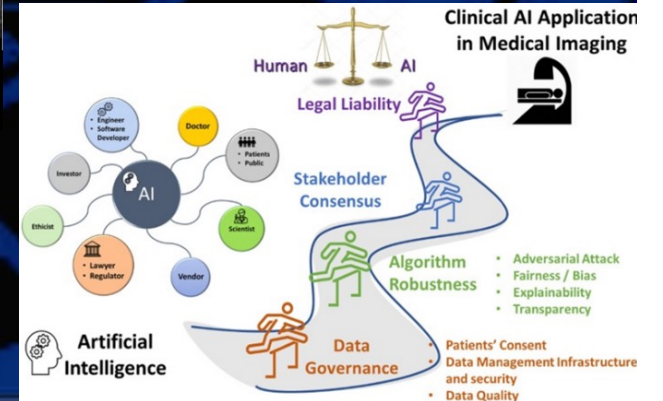 Clinical AI Application
in Medical Imaging
Human
AI
Legal Liability
• Engineer
• Software
Developer
Doctor
• Patients
• Public
Investor
AI
Stakeholder
Consensus
Ethicist
Scientist
• Lawyer
• Regulator
Vendor
Algorithm
Robustness
• Adversarial Attack
• Fairness / Bias
• Explainability
• Transparency
Artificial
Intelligence
Data
Governance
• Patients' Consent
• Data Management Infrastructure
and security
• Data Quality